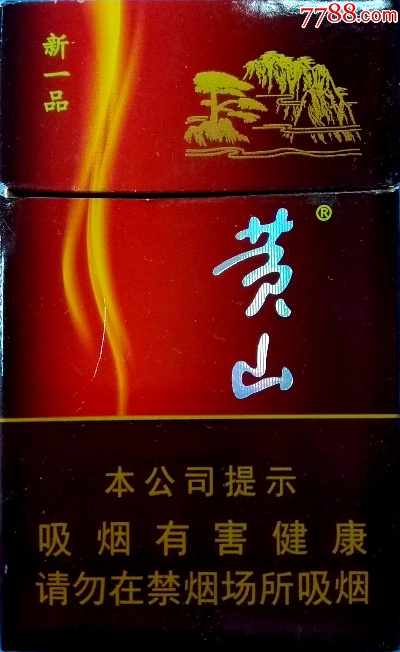 7788.com
新一品
黄山®
本公司提示
吸烟有害健康
请勿在禁烟场所吸烟